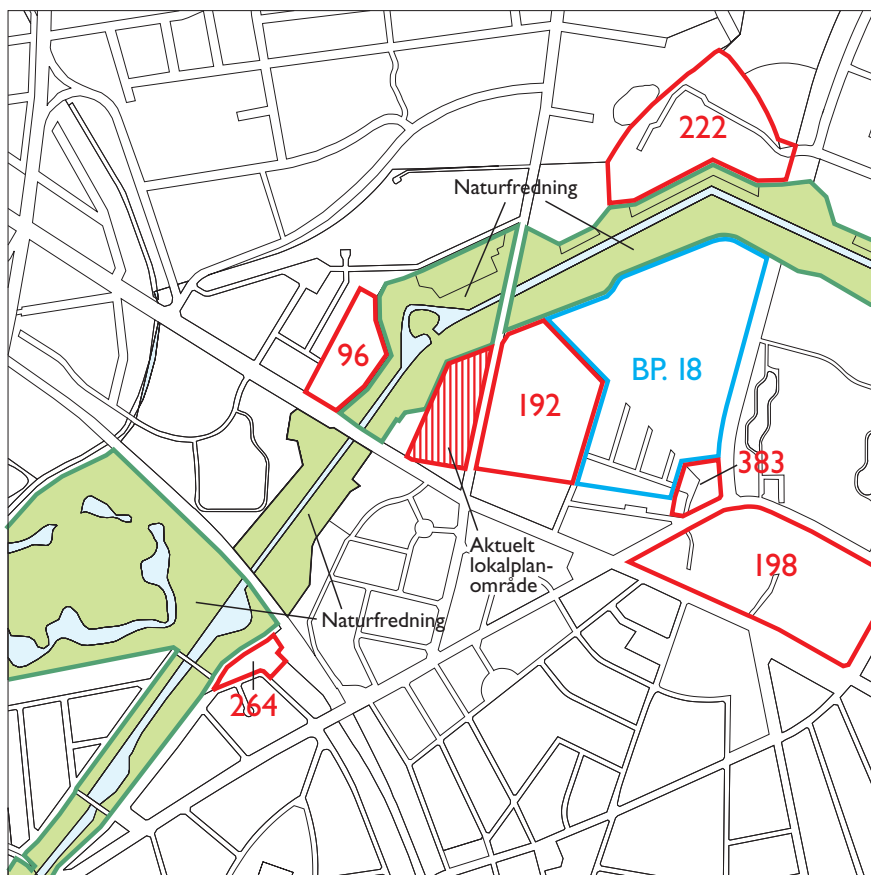 222
Naturfredning
96
192
BP. 18
383
Aktuelt
lokalplan-
område
198
Naturfredning
264